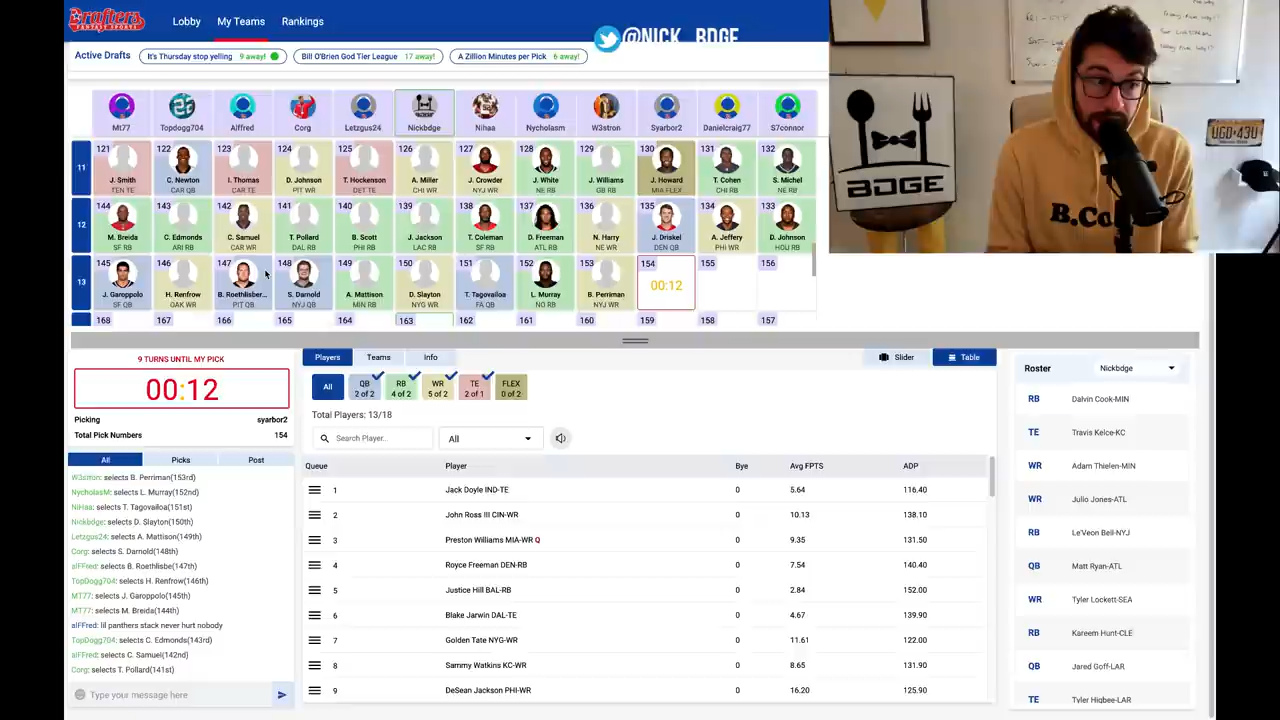 Drafters
FANTASY SPORTS
Lobby
My Teams
Rankings
@NICK_BDGE
Active Drafts
It's Thursday stop yelling 9 away!
Bill O'Brien God Tier League 17 away!
A Zillion Minutes per Pick 6 away!
Mt77
Topdogg704
Alffred
Corg
Letzgus24
Nickbdge
Nihaa
Nycholasm
W3stron
Syarbor2
Danielcraig77
S7connor
11
121
J. Smith
TEN TE
122
C. Newton
CAR QB
123
I. Thomas
CAR TE
124
D. Johnson
PIT WR
125
T. Hockenson
DET TE
126
A. Miller
CHI WR
127
J. Crowder
NYJ WR
128
J. White
NE RB
129
J. Williams
GB RB
130
J. Howard
MIA FLEX
131
T. Cohen
CHI RB
132
S. Michel
NE RB
12
144
M. Breida
SF RB
143
C. Edmonds
ARI RB
142
C. Samuel
CAR WR
141
T. Pollard
DAL RB
140
B. Scott
PHI RB
139
J. Jackson
LAC RB
138
T. Coleman
SF RB
137
D. Freeman
ATL RB
136
N. Harry
NE WR
135
J. Driskel
DEN QB
134
A. Jeffery
PHI WR
133
D. Johnson
HOU RB
13
145
J. Garoppolo
SF QB
146
H. Renfrow
OAK WR
147
B. Roethlisber...
PIT QB
148
S. Darnold
NYJ QB
149
A. Mattison
MIN RB
150
D. Slayton
NYG WR
151
T. Tagovailoa
FA QB
152
L. Murray
NO RB
153
B. Perriman
NYJ WR
154
00:12
155
156
168
167
166
165
164
163
162
161
160
159
158
157
9 TURNS UNTIL MY PICK
00:12
Picking syarbor2
Total Pick Numbers 154
All
Picks
Post
W3stron: selects B. Perriman(153rd)
NycholasM: selects L. Murray(152nd)
NiHaa: selects T. Tagovailoa(151st)
Nickbdge: selects D. Slayton(150th)
Letzgus24: selects A. Mattison(149th)
Corg: selects S. Darnold(148th)
alFFred: selects B. Roethlisbe(147th)
TopDogg704: selects H. Renfrow(146th)
MT77: selects J. Garoppolo(145th)
MT77: selects M. Breida(144th)
alFFred: lil panthers stack never hurt nobody
TopDogg704: selects C. Edmonds(143rd)
alFFred: selects C. Samuel(142nd)
Corg: selects T. Pollard(141st)
Type your message here
Players
Teams
Info
Slider
Table
All
QB
2 of 2
RB
4 of 2
WR
5 of 2
TE
2 of 1
FLEX
0 of 2
Total Players: 13/18
Search Player...
All
Queue
Player
Bye
Avg FPTS
ADP
1 Jack Doyle IND-TE 0 5.64 116.40
2 John Ross III CIN-WR 0 10.13 138.10
3 Preston Williams MIA-WR Q 0 9.35 131.50
4 Royce Freeman DEN-RB 0 7.54 140.40
5 Justice Hill BAL-RB 0 2.84 152.00
6 Blake Jarwin DAL-TE 0 4.67 139.90
7 Golden Tate NYG-WR 0 11.61 122.00
8 Sammy Watkins KC-WR 0 8.65 131.90
9 DeSean Jackson PHI-WR 0 16.20 125.90
Roster
Nickbdge
RB Dalvin Cook-MIN
TE Travis Kelce-KC
WR Adam Thielen-MIN
WR Julio Jones-ATL
RB Le'Veon Bell-NYJ
QB Matt Ryan-ATL
WR Tyler Lockett-SEA
RB Kareem Hunt-CLE
QB Jared Goff-LAR
TE Tyler Higbee-LAR
BDGE
B.Co
UGD·43U